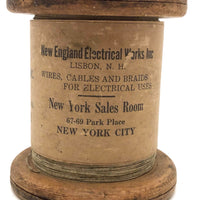 New England Electrical Works Inc
LISBON, N. H.
WIRES, CABLES AND BRAIDS
FOR ELECTRICAL USES
New York Sales Room
67-69 Park Place
NEW YORK CITY